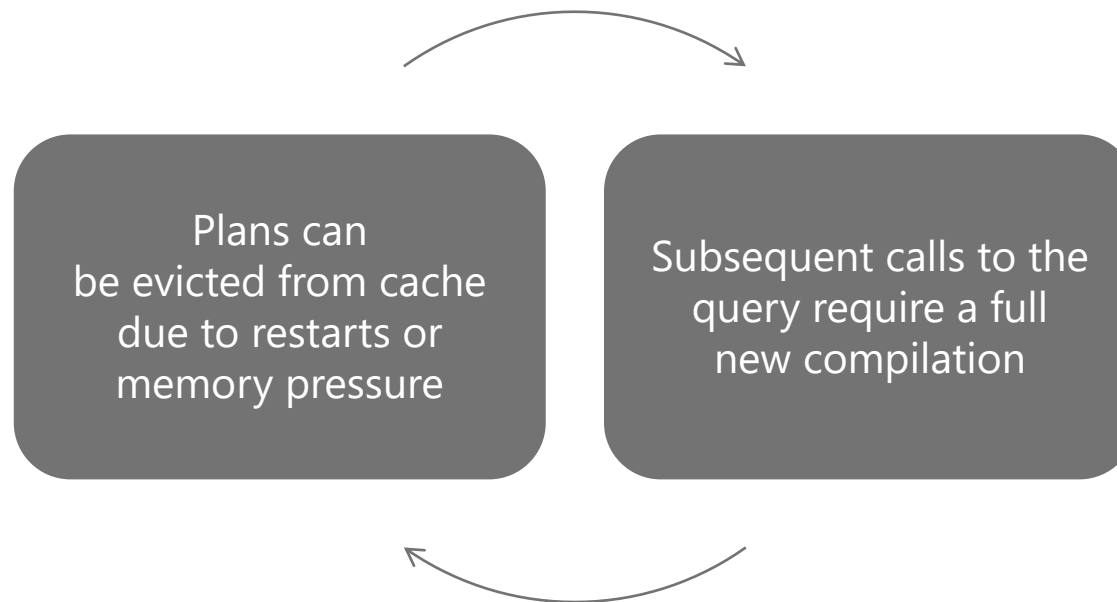 Plans can
be evicted from cache
due to restarts or
memory pressure
Subsequent calls to the
query require a full
new compilation